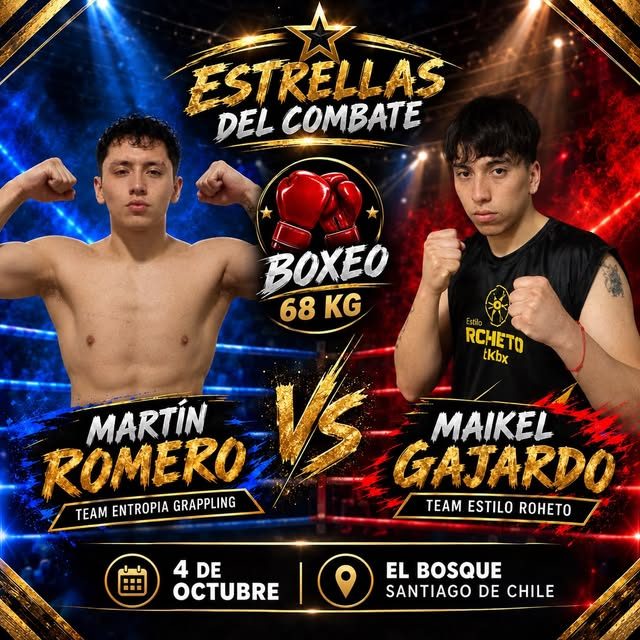 ESTRELLAS
DEL COMBATE
BOXEO
68 KG
Estilo
RCHETO
tkbx
MARTÍN
ROMERO
TEAM ENTROPIA GRAPPLING
VS
MAIKEL
GAJARDO
TEAM ESTILO ROHETO
4 DE
OCTUBRE
EL BOSQUE
SANTIAGO DE CHILE